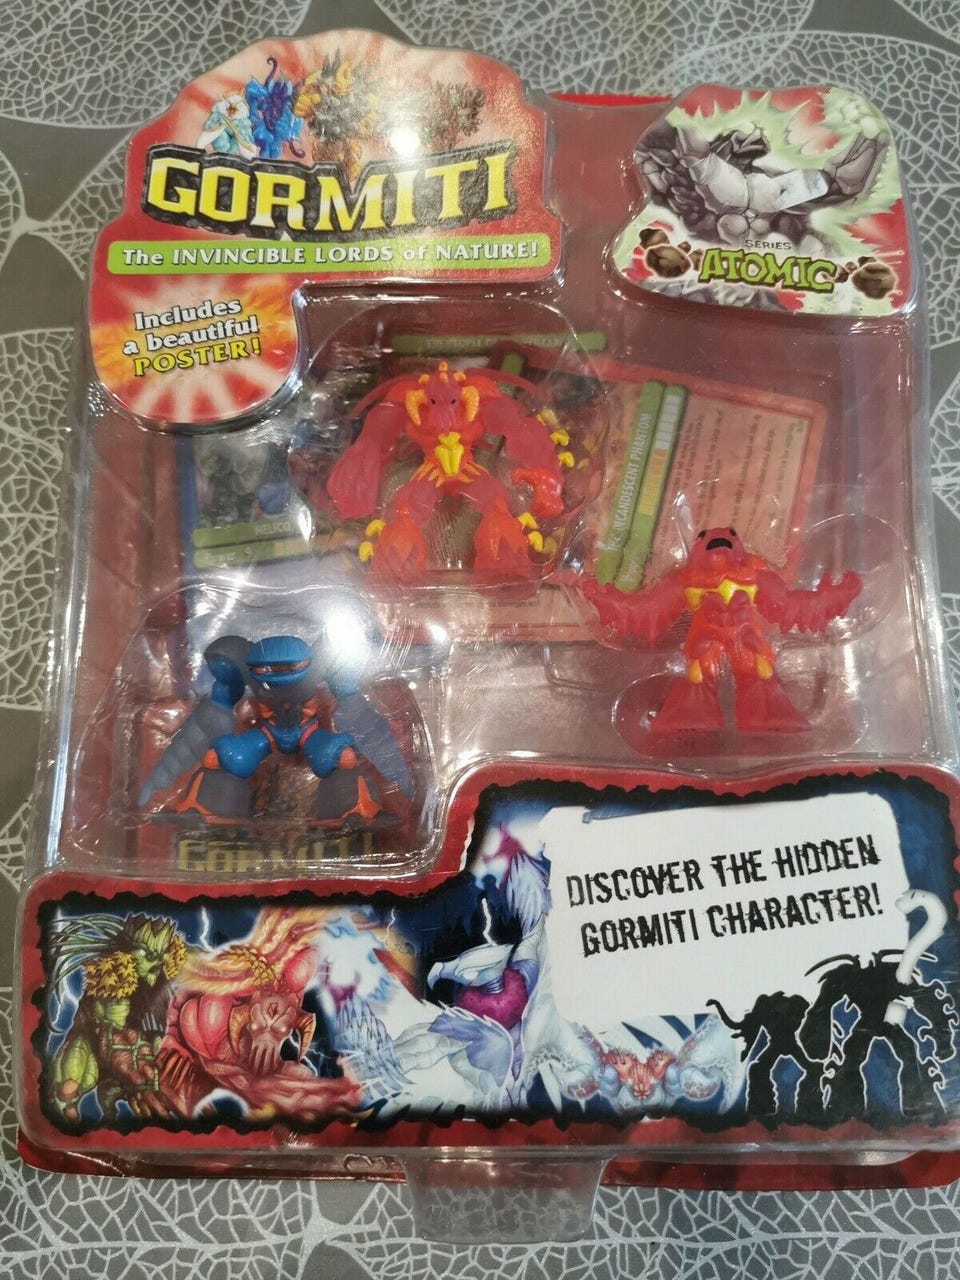 GORMITI
The INVINCIBLE LORDS of NATURE!
SERIES
ATOMIC
Includes
a beautiful
POSTER!
INCANDESCENT PHANTOM
GORMITI
DISCOVER THE HIDDEN
GORMITI CHARACTER!
?